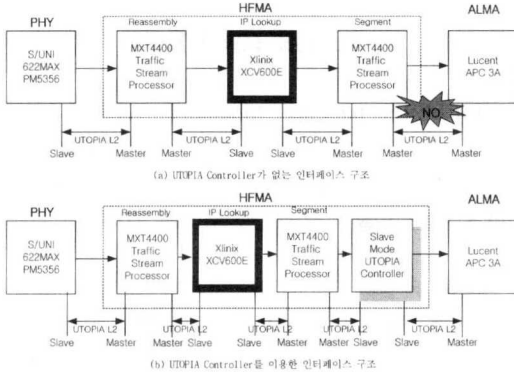 HFMA
PHY
ALMA
Reassembly
IP Lookup
Segment
S/UNI
622MAX
PM5356
MXT4400
Traffic
Stream
Processor
Xlinix
XCV600E
MXT4400
Traffic
Stream
Processor
Lucent
APC 3A
NO
UTOPIA L2
UTOPIA L2
UTOPIA L2
UTOPIA L2
Slave
Master
Master
Slave
Slave
Master
Master
Master
(a) UTOPIA Controller가 없는 인터페이스 구조
HFMA
PHY
ALMA
Reassembly
IP Lookup
Segment
S/UNI
622MAX
PM5356
MXT4400
Traffic
Stream
Processor
Xlinix
XCV600E
MXT4400
Traffic
Stream
Processor
Slave
Mode
UTOPIA
Controller
Lucent
APC 3A
UTOPIA L2
UTOPIA L2
UTOPIA L2
UTOPIA L2
UTOPIA L2
Slave
Master
Master
Slave
Slave
Master
Master
Slave
Slave
Master
(b) UTOPIA Controller를 이용한 인터페이스 구조